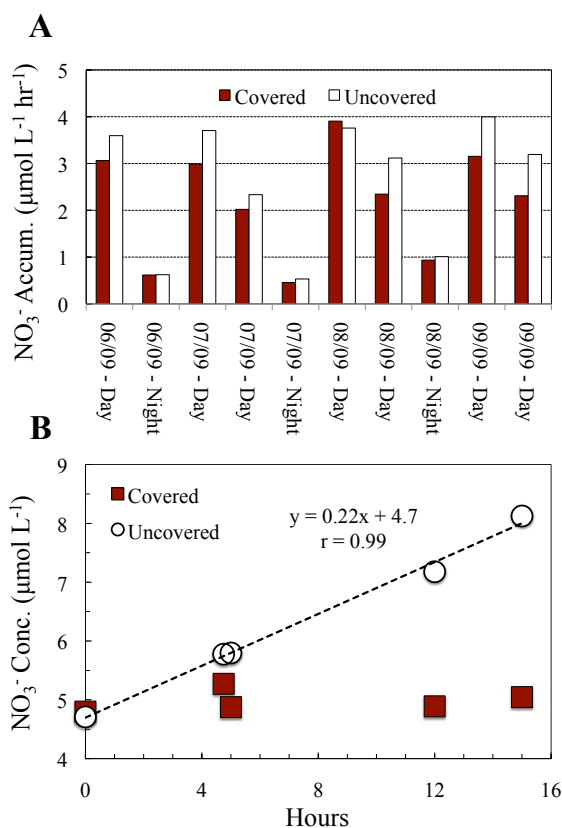 A
5
4
3
2
1
0
NO₃⁻ Accum. (µmol L⁻¹ hr⁻¹)
Covered
Uncovered
06/09 - Day
06/09 - Night
07/09 - Day
07/09 - Day
07/09 - Night
08/09 - Day
08/09 - Day
08/09 - Night
09/09 - Day
09/09 - Day
B
9
8
7
6
5
4
NO₃⁻ Conc. (µmol L⁻¹)
Covered
Uncovered
y = 0.22x + 4.7
r = 0.99
0 4 8 12 16
Hours